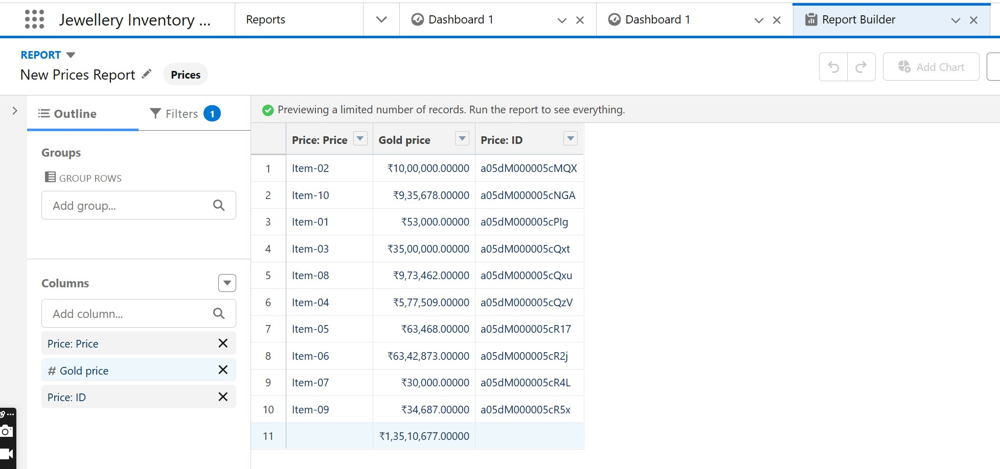 Jewellery Inventory ... Reports Dashboard 1 Dashboard 1 Report Builder
REPORT
New Prices Report Prices
Add Chart
Outline Filters 1
Previewing a limited number of records. Run the report to see everything.
Groups
GROUP ROWS
Add group...
Columns
Add column...
Price: Price
# Gold price
Price: ID
Price: Price Gold price Price: ID
1 Item-02 ₹10,00,000.00000 a05dM000005cMQX
2 Item-10 ₹9,35,678.00000 a05dM000005cNGA
3 Item-01 ₹53,000.00000 a05dM000005cPlg
4 Item-03 ₹35,00,000.00000 a05dM000005cQxt
5 Item-08 ₹9,73,462.00000 a05dM000005cQxu
6 Item-04 ₹5,77,509.00000 a05dM000005cQzV
7 Item-05 ₹63,468.00000 a05dM000005cR17
8 Item-06 ₹63,42,873.00000 a05dM000005cR2j
9 Item-07 ₹30,000.00000 a05dM000005cR4L
10 Item-09 ₹34,687.00000 a05dM000005cR5x
11 ₹1,35,10,677.00000